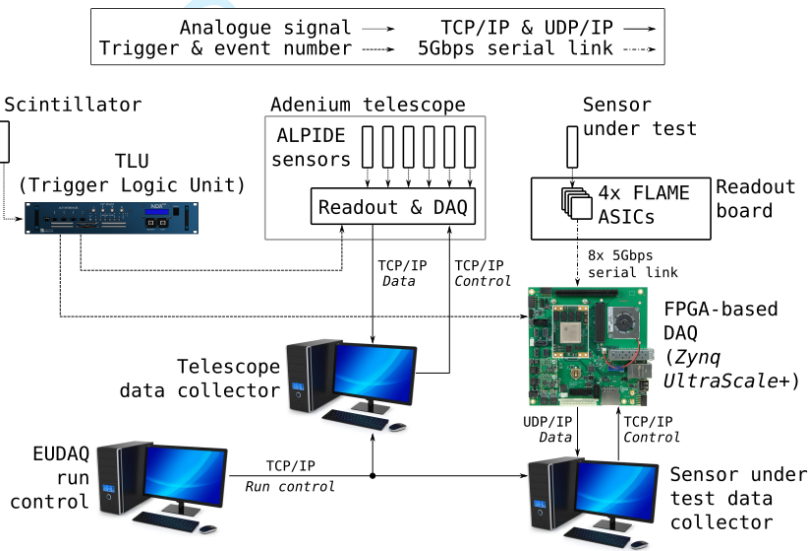 Analogue signal
TCP/IP & UDP/IP
Trigger & event number
5Gbps serial link
Scintillator
TLU
(Trigger Logic Unit)
Adenium telescope
ALPIDE
sensors
Readout & DAQ
Sensor
under test
4x FLAME
ASICs
Readout
board
8x 5Gbps
serial link
TCP/IP
Data
TCP/IP
Control
FPGA-based
DAQ
(Zynq
UltraScale+)
Telescope
data collector
UDP/IP
Data
TCP/IP
Control
EUDAQ
run
control
TCP/IP
Run control
Sensor under
test data
collector